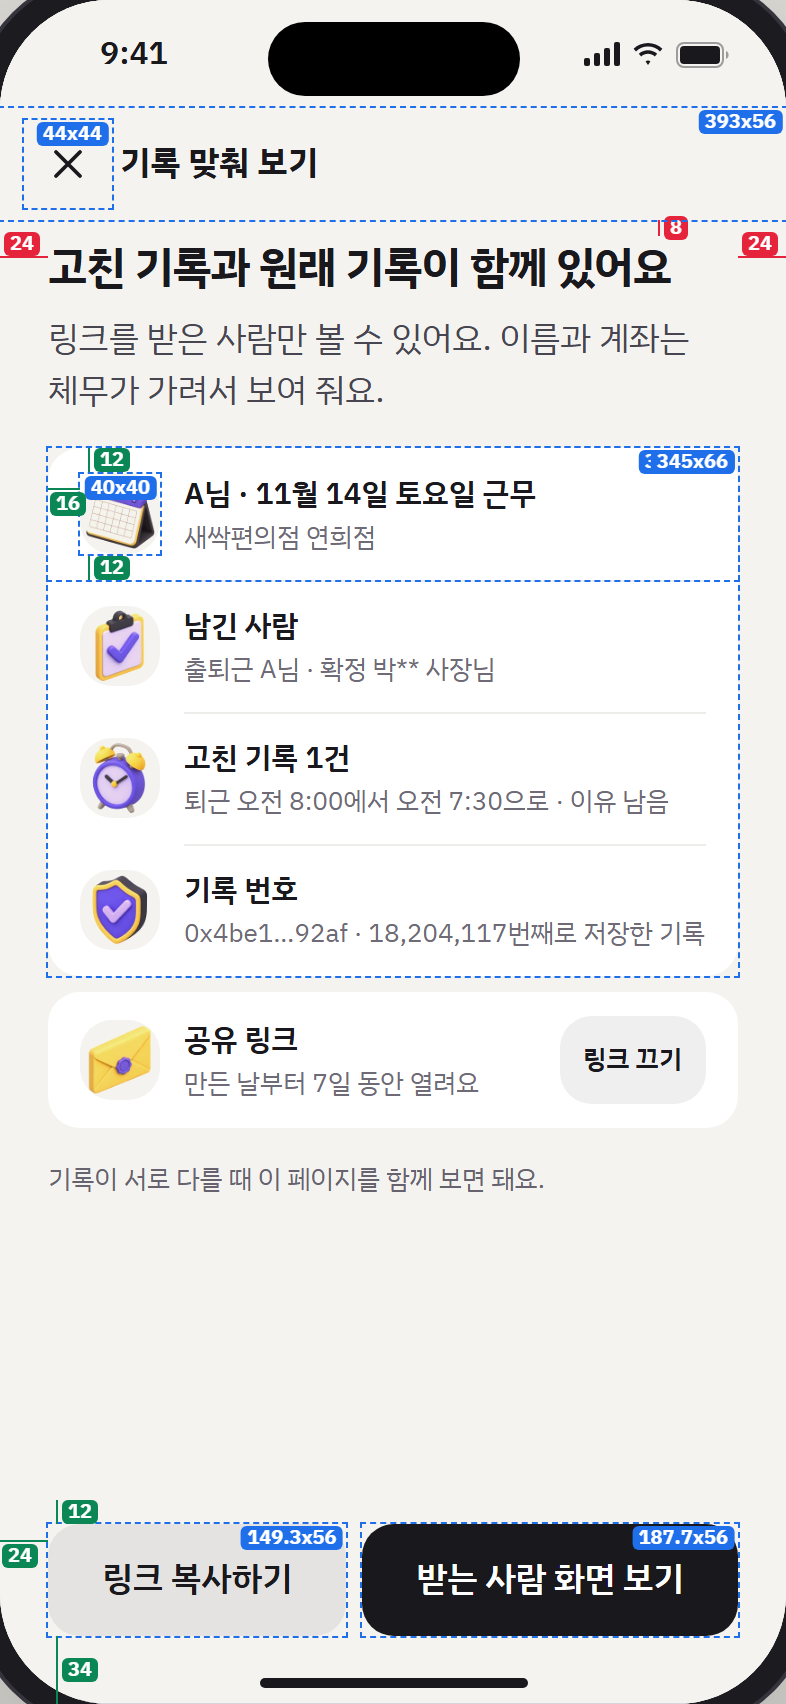 9:41
44x44
393x56
기록 맞춰 보기
24
8
24
고친 기록과 원래 기록이 함께 있어요
링크를 받은 사람만 볼 수 있어요. 이름과 계좌는
체무가 가려서 보여 줘요.
12
345x66
40x40
16
A님 · 11월 14일 토요일 근무
새싹편의점 연희점
12
남긴 사람
출퇴근 A님 · 확정 박** 사장님
고친 기록 1건
퇴근 오전 8:00에서 오전 7:30으로 · 이유 남음
기록 번호
0x4be1...92af · 18,204,117번째로 저장한 기록
공유 링크
만든 날부터 7일 동안 열려요
링크 끄기
기록이 서로 다를 때 이 페이지를 함께 보면 돼요.
12
149.3x56
187.7x56
24
링크 복사하기
받는 사람 화면 보기
34